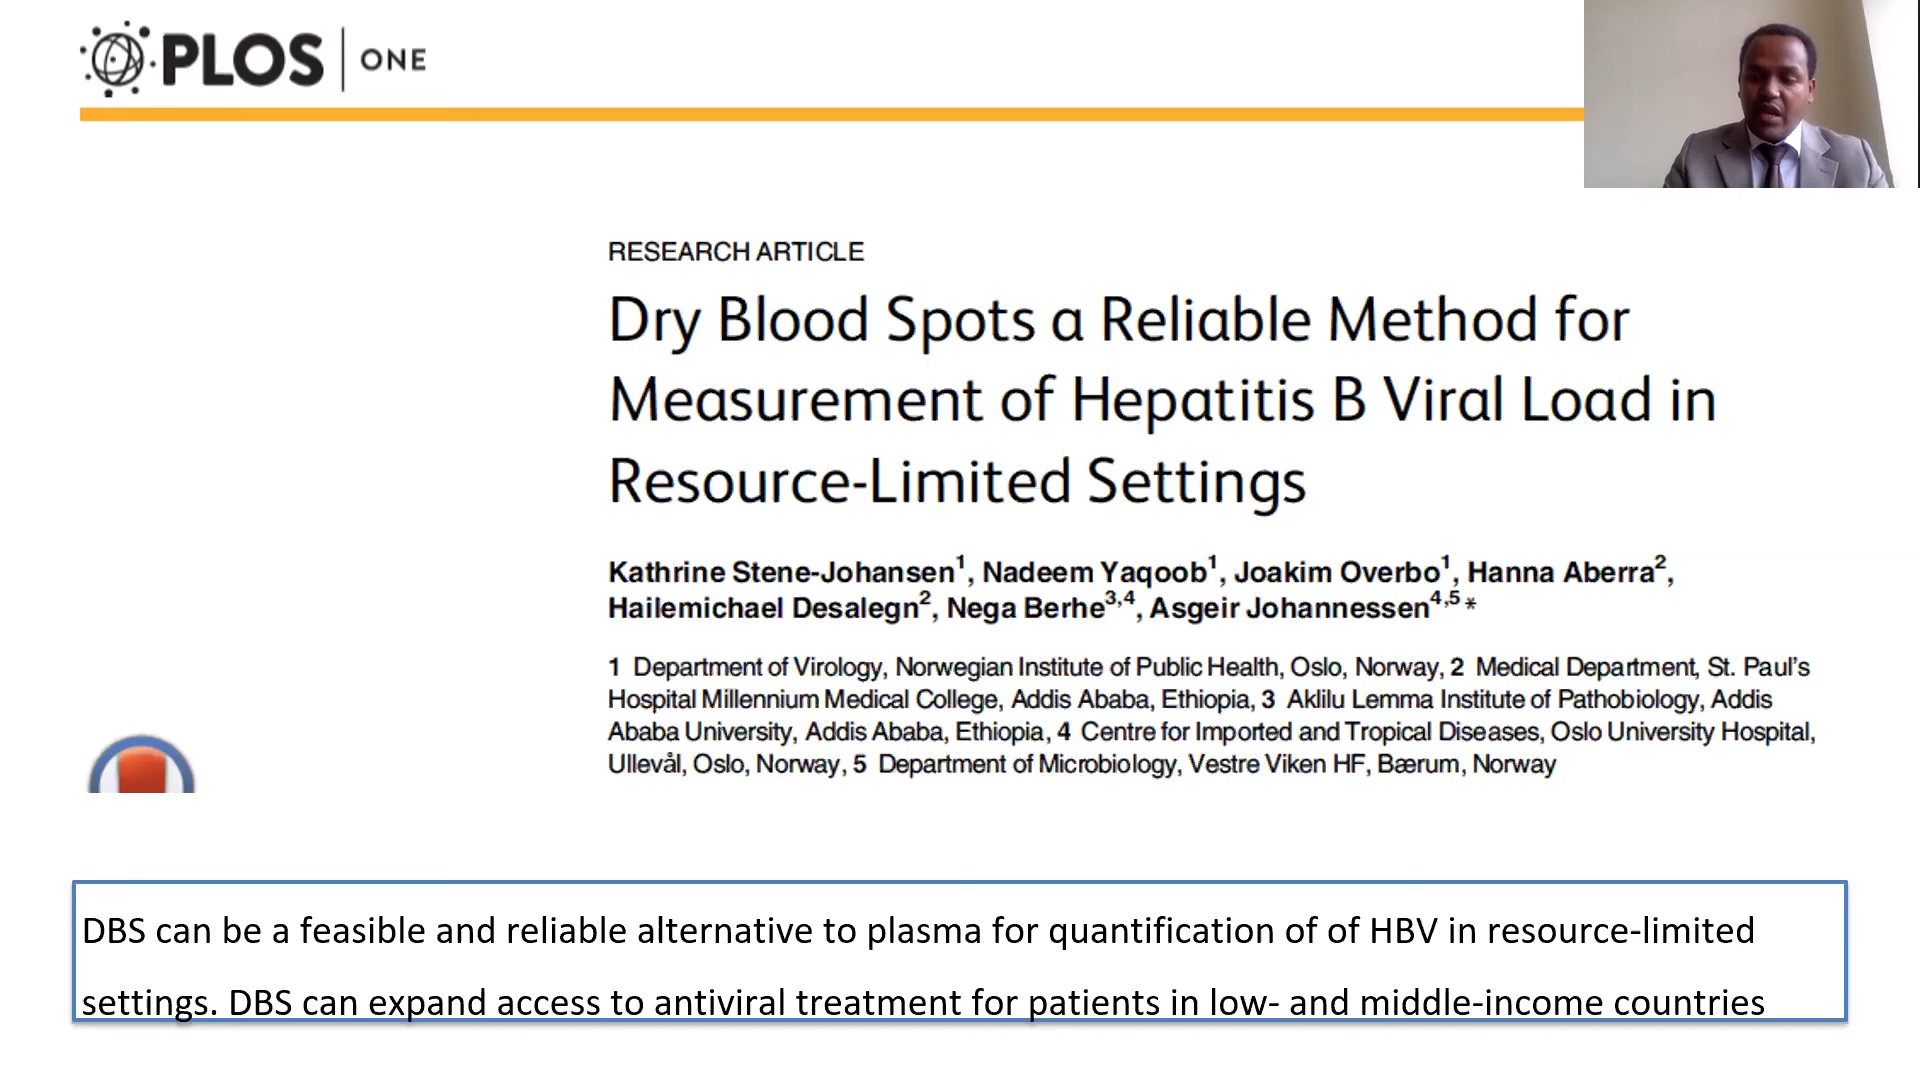 PLOS ONE
RESEARCH ARTICLE
Dry Blood Spots a Reliable Method for
Measurement of Hepatitis B Viral Load in
Resource-Limited Settings
Kathrine Stene-Johansen1, Nadeem Yaqoob1, Joakim Overbo1, Hanna Aberra2,
Hailemichael Desalegn2, Nega Berhe3,4, Asgeir Johannessen4,5*
1 Department of Virology, Norwegian Institute of Public Health, Oslo, Norway, 2 Medical Department, St. Paul's
Hospital Millennium Medical College, Addis Ababa, Ethiopia, 3 Aklilu Lemma Institute of Pathobiology, Addis
Ababa University, Addis Ababa, Ethiopia, 4 Centre for Imported and Tropical Diseases, Oslo University Hospital,
Ullevål, Oslo, Norway, 5 Department of Microbiology, Vestre Viken HF, Bærum, Norway
DBS can be a feasible and reliable alternative to plasma for quantification of of HBV in resource-limited
settings. DBS can expand access to antiviral treatment for patients in low- and middle-income countries